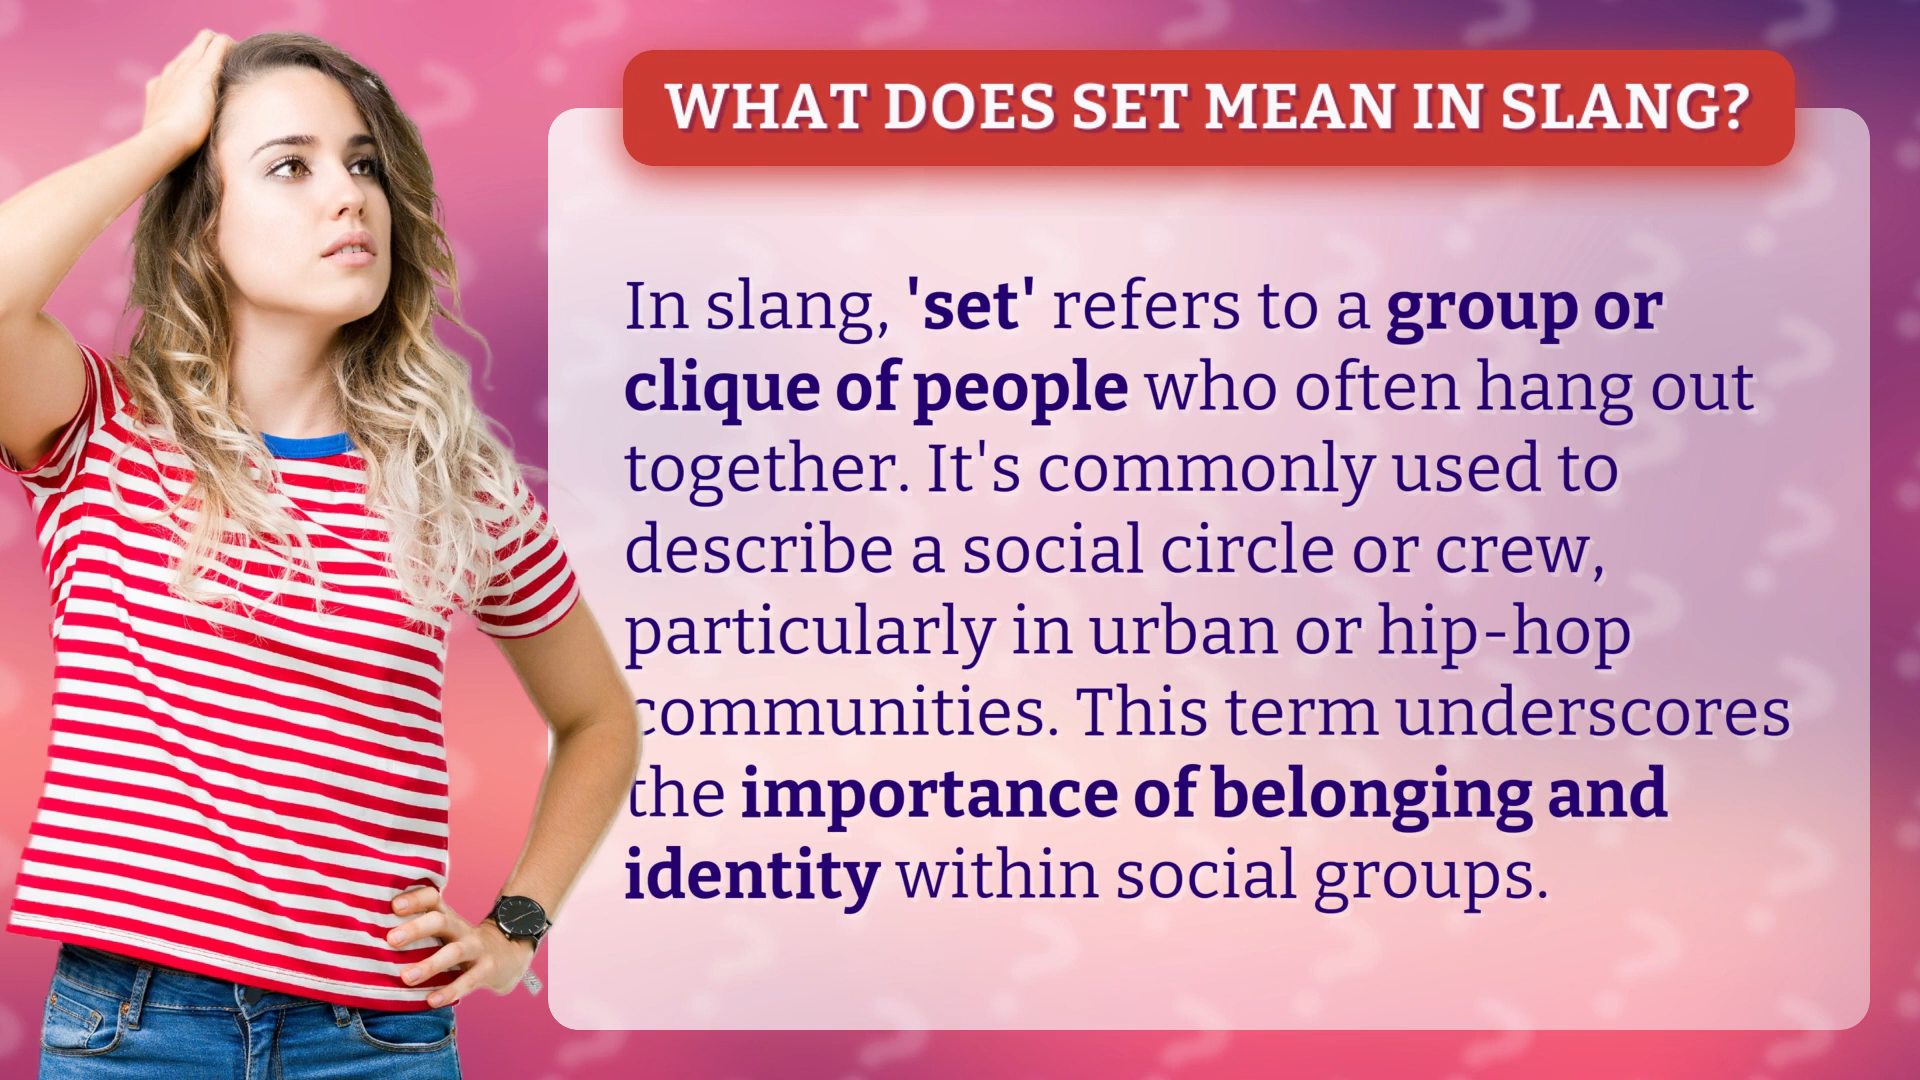 WHAT DOES SET MEAN IN SLANG?
In slang, 'set' refers to a group or
clique of people who often hang out
together. It's commonly used to
describe a social circle or crew,
particularly in urban or hip-hop
communities. This term underscores
the importance of belonging and
identity within social groups.